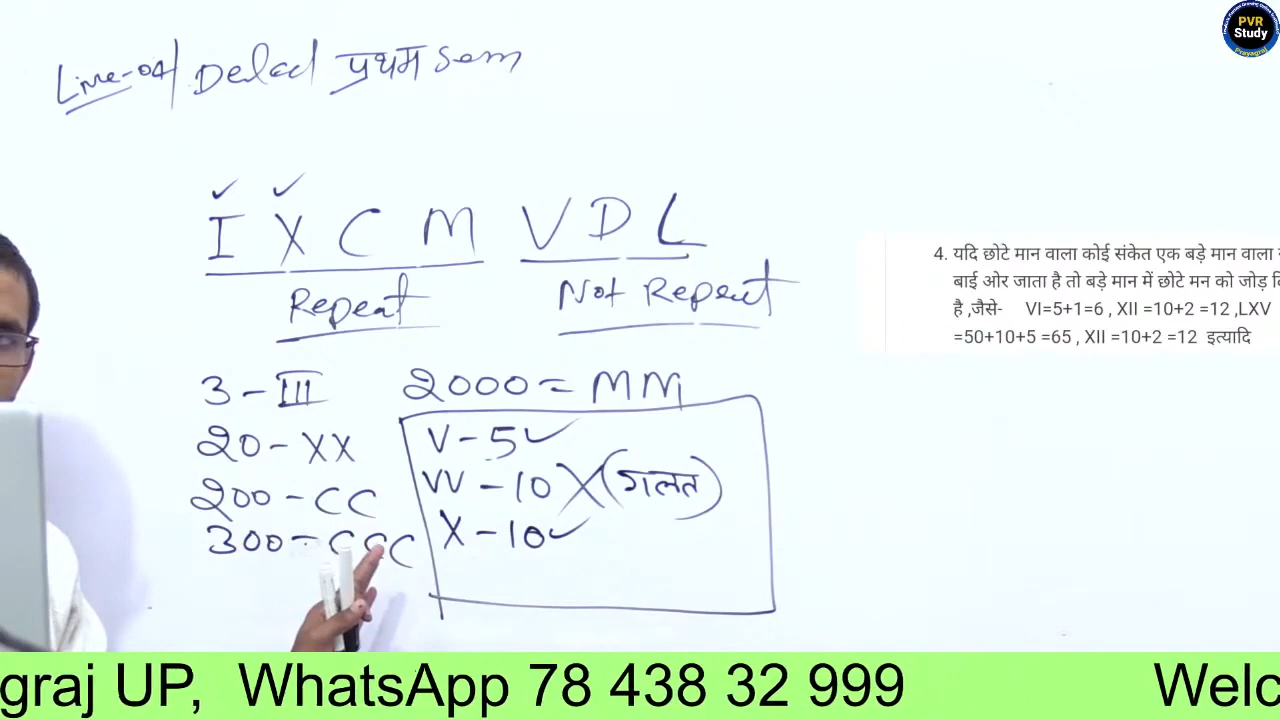 PVR
Study
Prayagraj
Live-04/ Deled प्रथम Sem
I X C M V D L
Repeat Not Repeat
4. यदि छोटे मान वाला कोई संकेत एक बड़े मान वाला
बाई ओर जाता है तो बड़े मान में छोटे मन को जोड़
है ,जैसे- VI=5+1=6 , XII =10+2 =12 ,LXV
=50+10+5 =65 , XII =10+2 =12 इत्यादि
3 - III 2000 = MM
20 - XX V - 5 ✓
200 - CC VV - 10 X (गलत)
300 - CCC X - 10 ✓
graj UP, WhatsApp 78 438 32 999 Welc